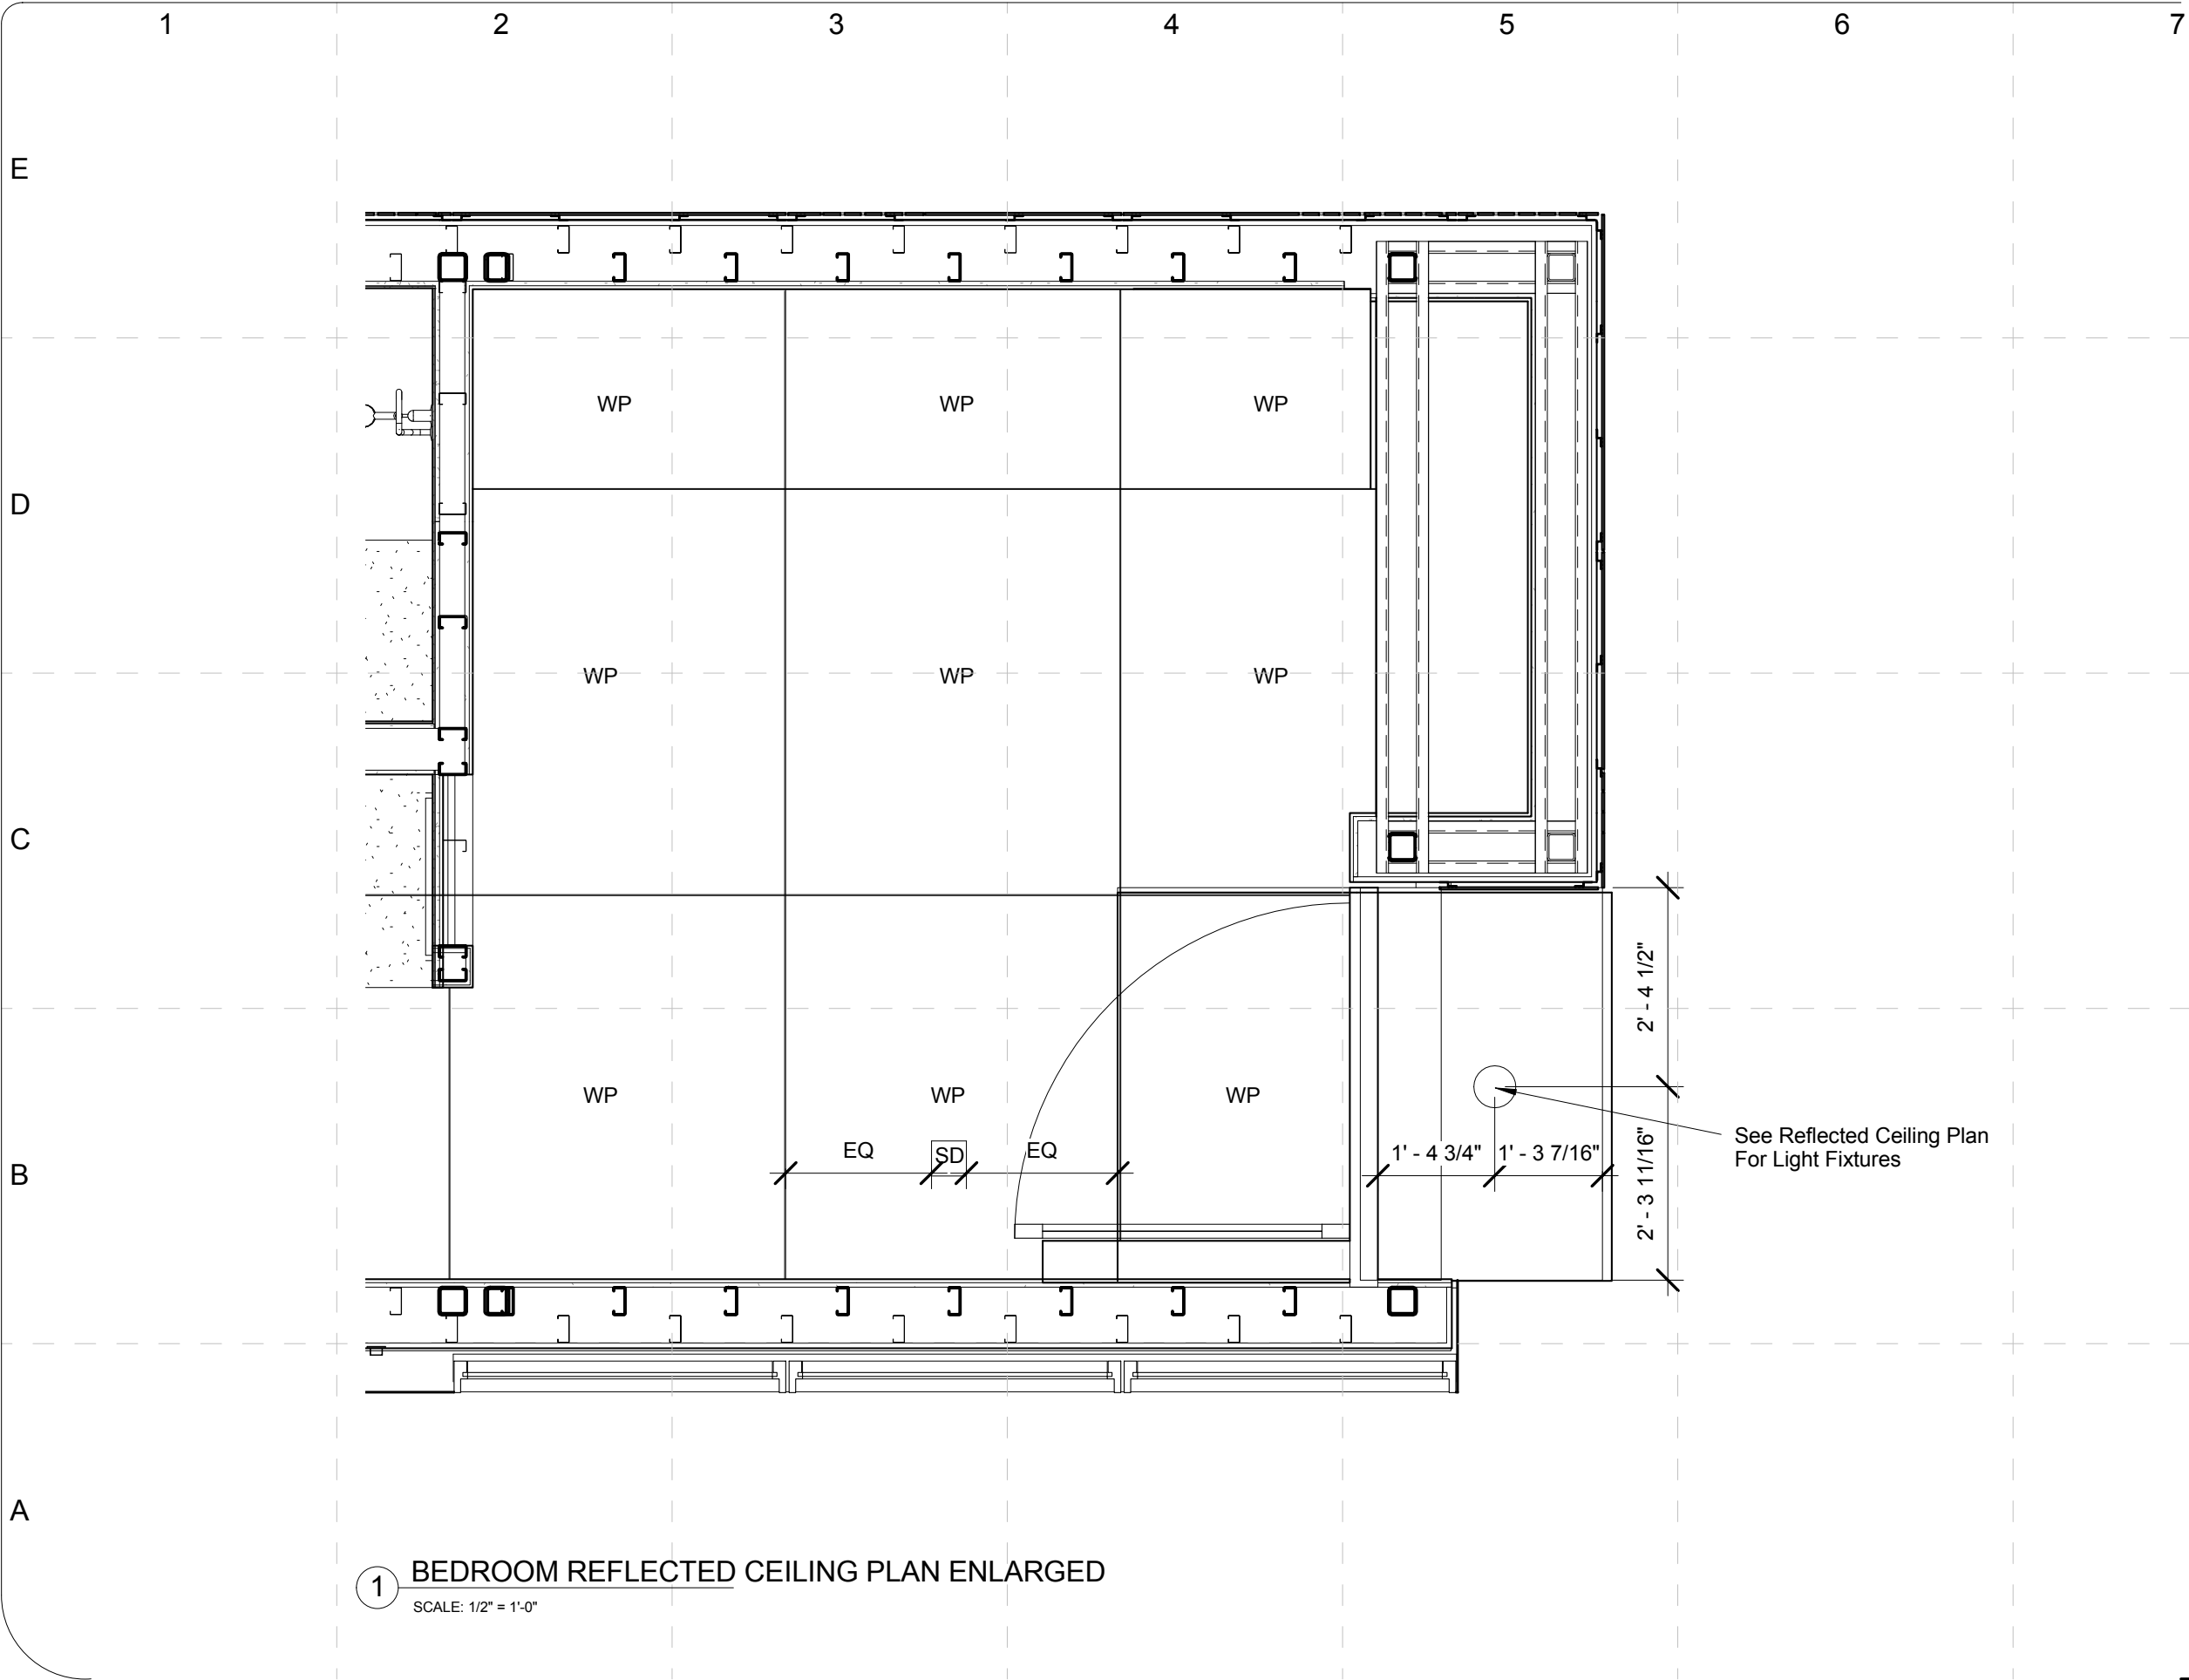 1 2 3 4 5 6 7
E
WP WP WP
D
WP WP WP
C
2' - 4 1/2"
WP WP WP
See Reflected Ceiling Plan
For Light Fixtures
EQ SD EQ
1' - 4 3/4" 1' - 3 7/16"
2' - 3 11/16"
B
A
1 BEDROOM REFLECTED CEILING PLAN ENLARGED
SCALE: 1/2" = 1'-0"